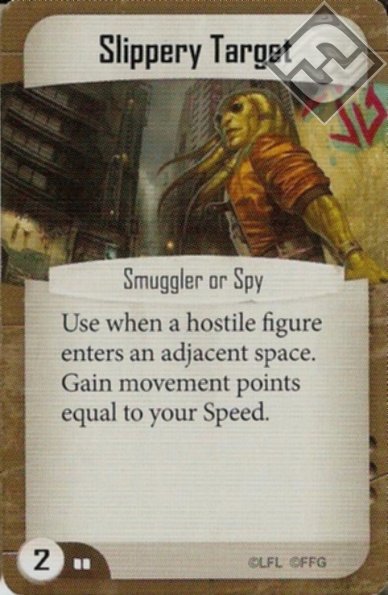 Slippery Target
Smuggler or Spy
Use when a hostile figure
enters an adjacent space.
Gain movement points
equal to your Speed.
2
©LFL ©FFG